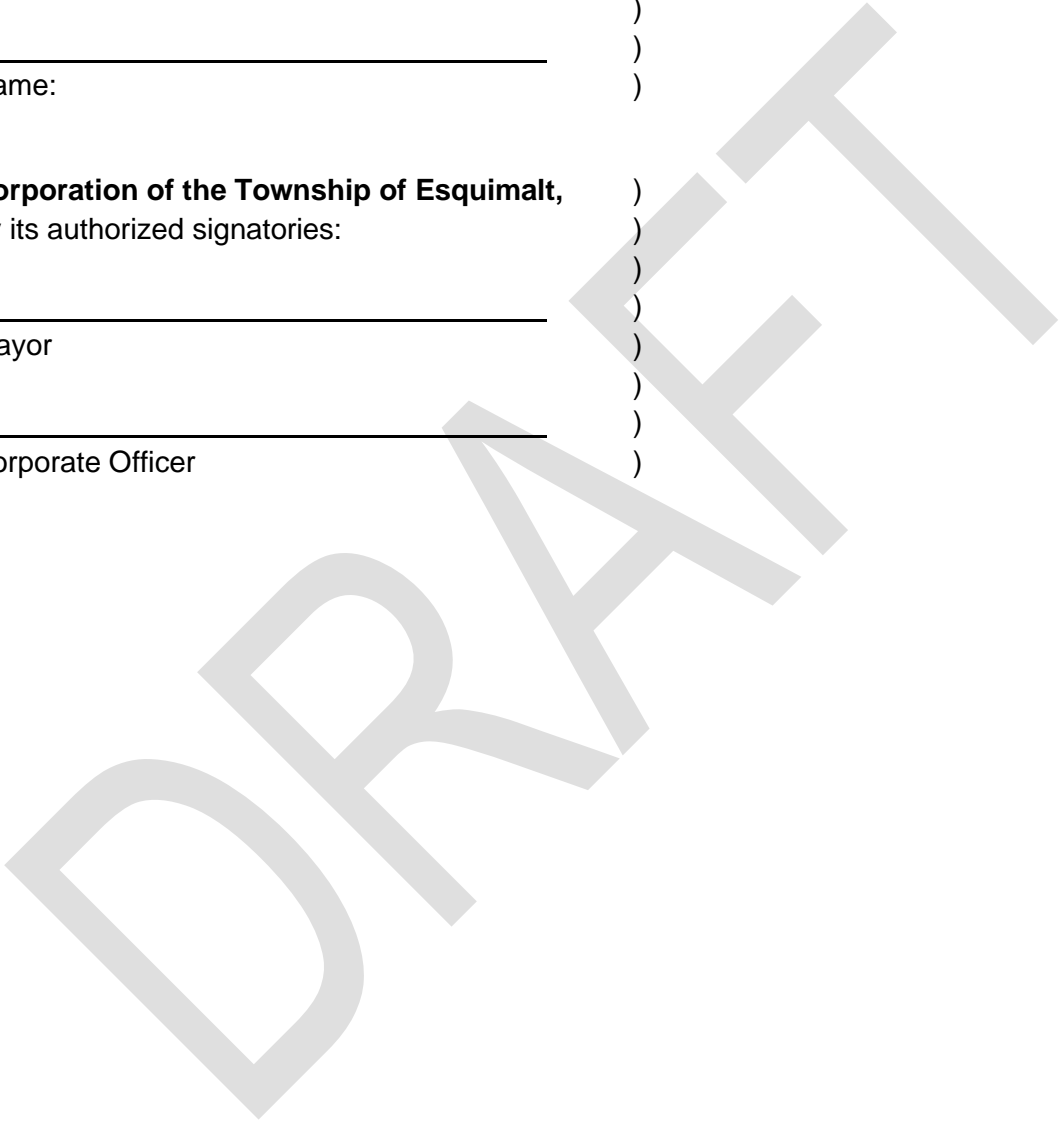 )
)
ame: )
orporation of the Township of Esquimalt, )
its authorized signatories: )
)
)
ayor )
)
)
orporate Officer )
DRAFT